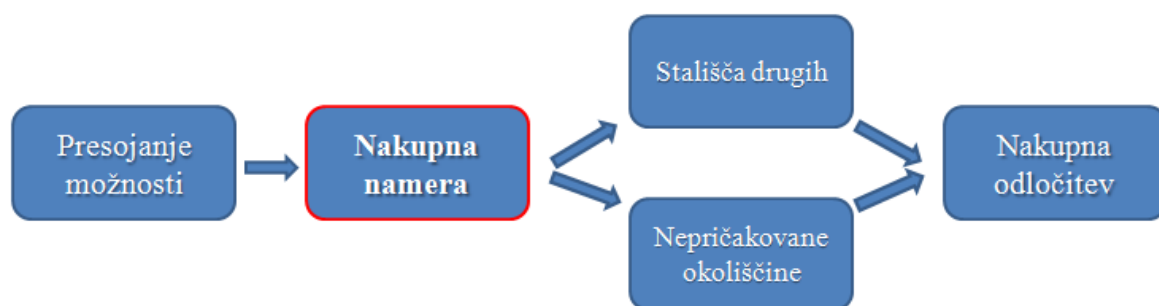 Presojanje
možnosti
Nakupna
namera
Stališča drugih
Nepričakovane
okoliščine
Nakupna
odločitev